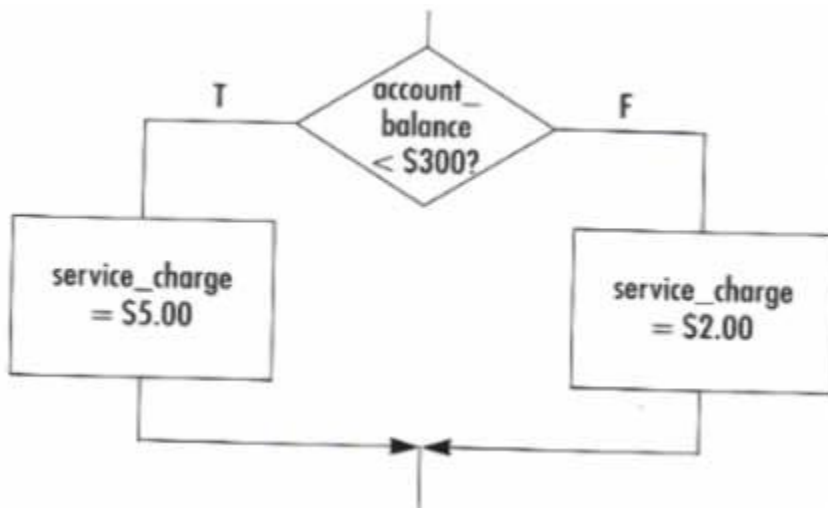 account_
balance
< $300?
T
F
service_charge
= $5.00
service_charge
= $2.00